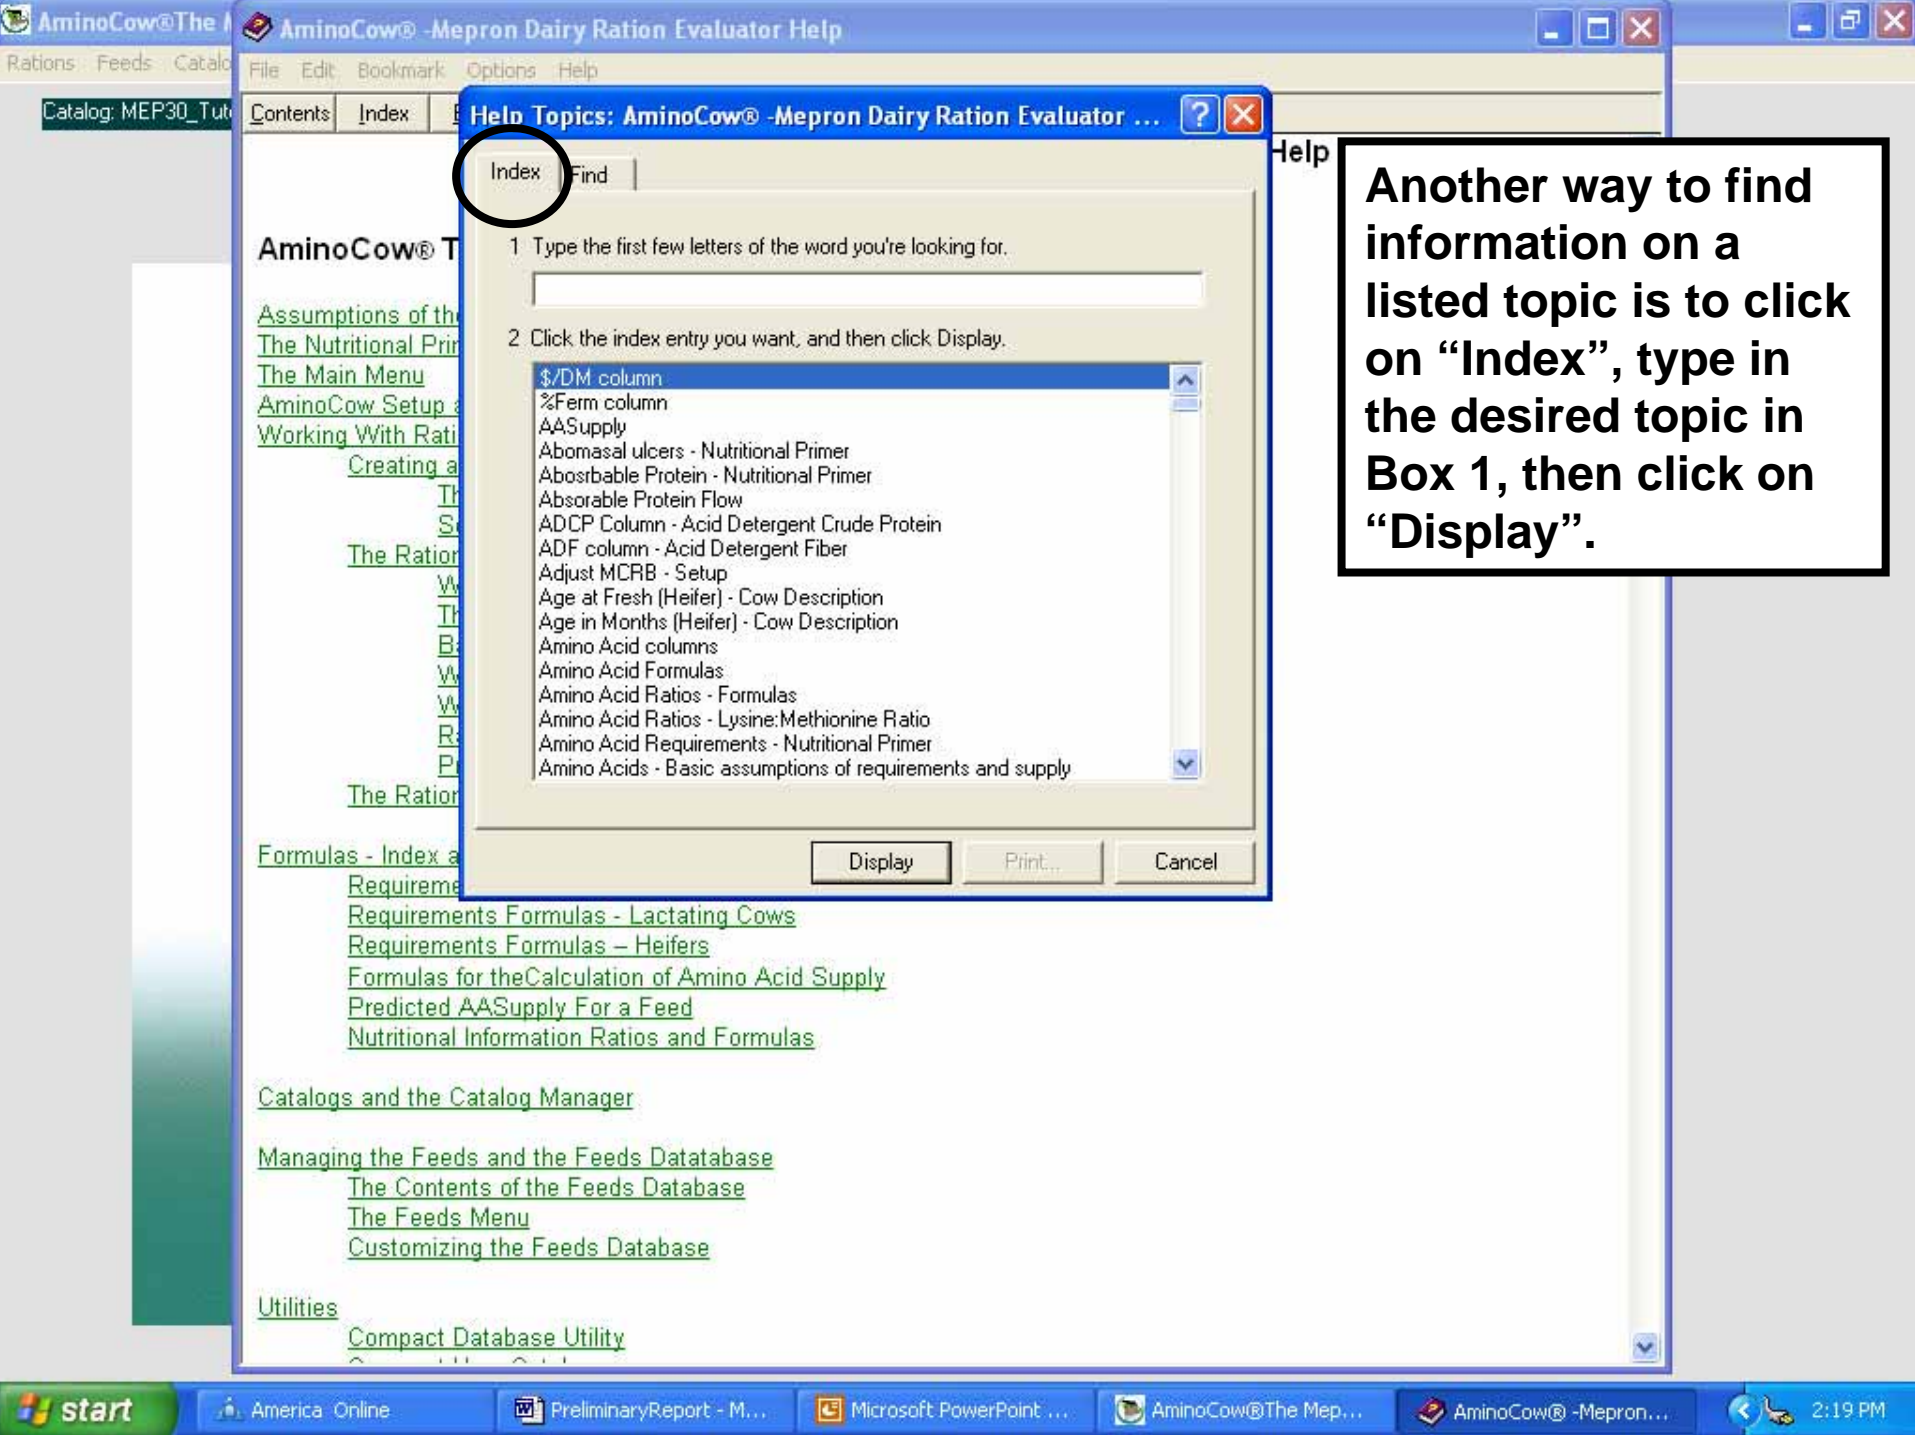 AminoCow®The
AminoCow® -Mepron Dairy Ration Evaluator Help
Rations Feeds
File Edit Bookmark Options Help
Catalog:
Contents Index
Help Topics: AminoCow® -Mepron Dairy Ration Evaluator ...
Help
Index Find
AminoCow®
1 Type the first few letters of the word you're looking for.
2 Click the index entry you want, and then click Display.
$/DM column
%Ferm column
AASupply
Abomasal ulcers - Nutritional Primer
Abosrbable Protein - Nutritional Primer
Absorable Protein Flow
ADCP Column - Acid Detergent Crude Protein
ADF column - Acid Detergent Fiber
Adjust MCRB - Setup
Age at Fresh (Heifer) - Cow Description
Age in Months (Heifer) - Cow Description
Amino Acid columns
Amino Acid Formulas
Amino Acid Ratios - Formulas
Amino Acid Ratios - Lysine:Methionine Ratio
Amino Acid Requirements - Nutritional Primer
Amino Acids - Basic assumptions of requirements and supply
Display Print... Cancel
Another way to find
information on a
listed topic is to click
on “Index”, type in
the desired topic in
Box 1, then click on
“Display”.
Assumptions of
The Nutritional
The Main Menu
AminoCow Setup
Working With
Creating
The
The
Formulas - Index
Requirements Formulas - Lactating Cows
Requirements Formulas – Heifers
Formulas for theCalculation of Amino Acid Supply
Predicted AASupply For a Feed
Nutritional Information Ratios and Formulas
Catalogs and the Catalog Manager
Managing the Feeds and the Feeds Datatabase
The Contents of the Feeds Database
The Feeds Menu
Customizing the Feeds Database
Utilities
Compact Database Utility
start America Online PreliminaryReport - M... Microsoft PowerPoint ... AminoCow®The Mep... AminoCow® -Mepron... 2:19 PM